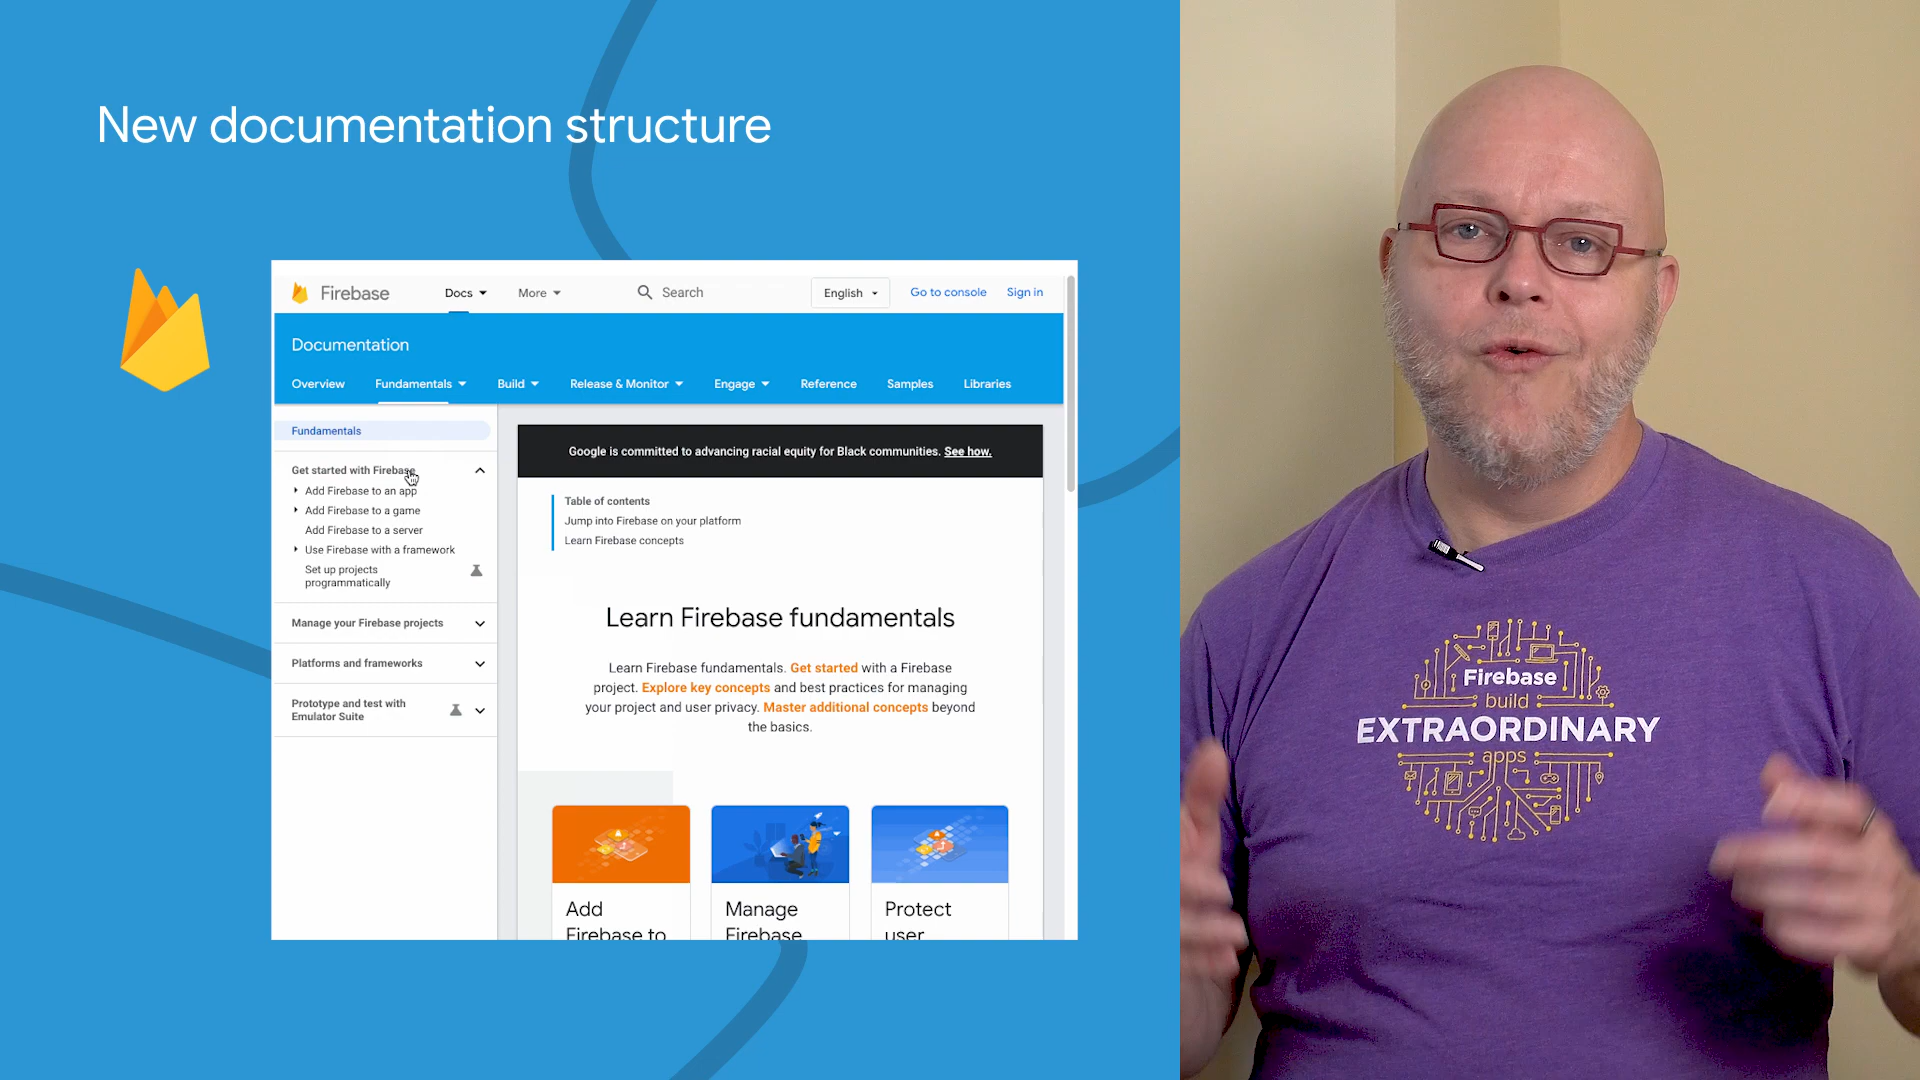 New documentation structure
Firebase
Docs
More
Search
English
Go to console
Sign in
Documentation
Overview
Fundamentals
Build
Release & Monitor
Engage
Reference
Samples
Libraries
Fundamentals
Get started with Firebase
Add Firebase to an app
Add Firebase to a game
Add Firebase to a server
Use Firebase with a framework
Set up projects
programmatically
Manage your Firebase projects
Platforms and frameworks
Prototype and test with
Emulator Suite
Google is committed to advancing racial equity for Black communities. See how.
Table of contents
Jump into Firebase on your platform
Learn Firebase concepts
Learn Firebase fundamentals
Learn Firebase fundamentals. Get started with a Firebase
project. Explore key concepts and best practices for managing
your project and user privacy. Master additional concepts beyond
the basics.
Add
Firebase to
Manage
Firebase
Protect
user
Firebase
build
EXTRAORDINARY
apps